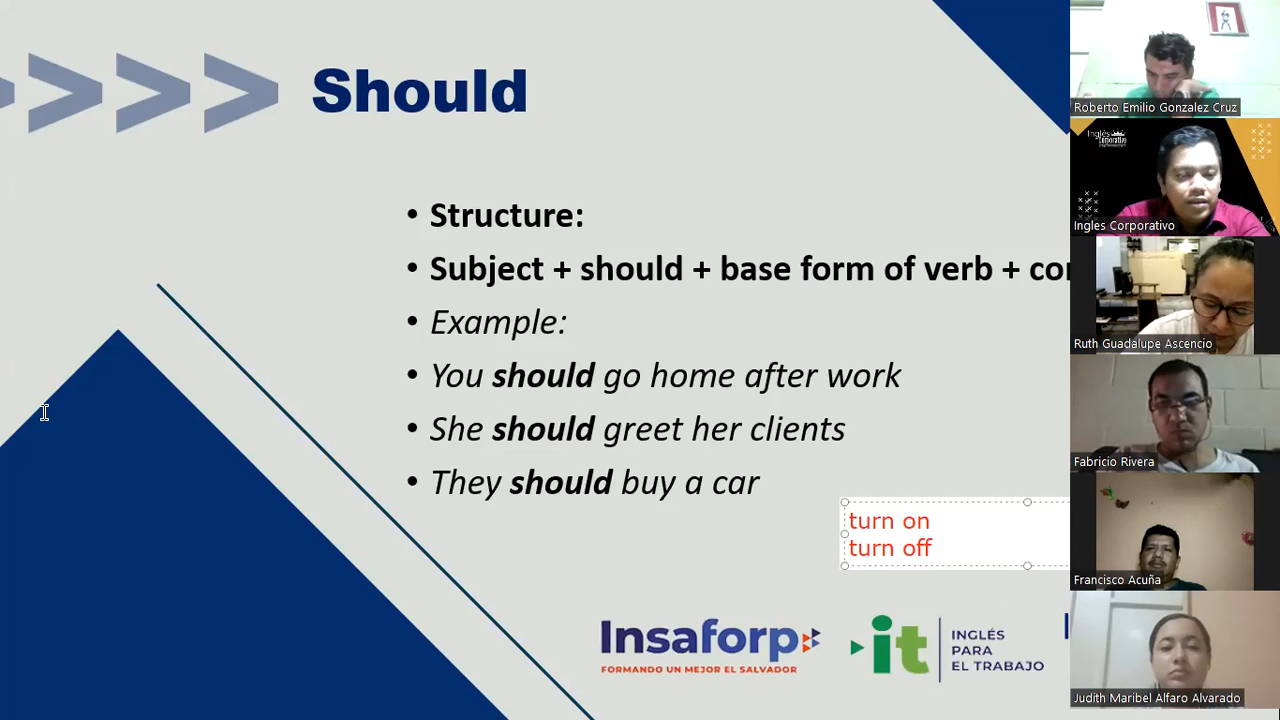 Should
• Structure:
• Subject + should + base form of verb +
• Example:
• You should go home after work
• She should greet her clients
• They should buy a car
turn on
turn off
Insaforp
FORMANDO UN MEJOR EL SALVADOR
it
INGLÉS
PARA
EL TRABAJO
Roberto Emilio Gonzalez Cruz
Inglés
Corporativo
Ingles Corporativo
Ruth Guadalupe Ascencio
Fabricio Rivera
Francisco Acuña
Judith Maribel Alfaro Alvarado